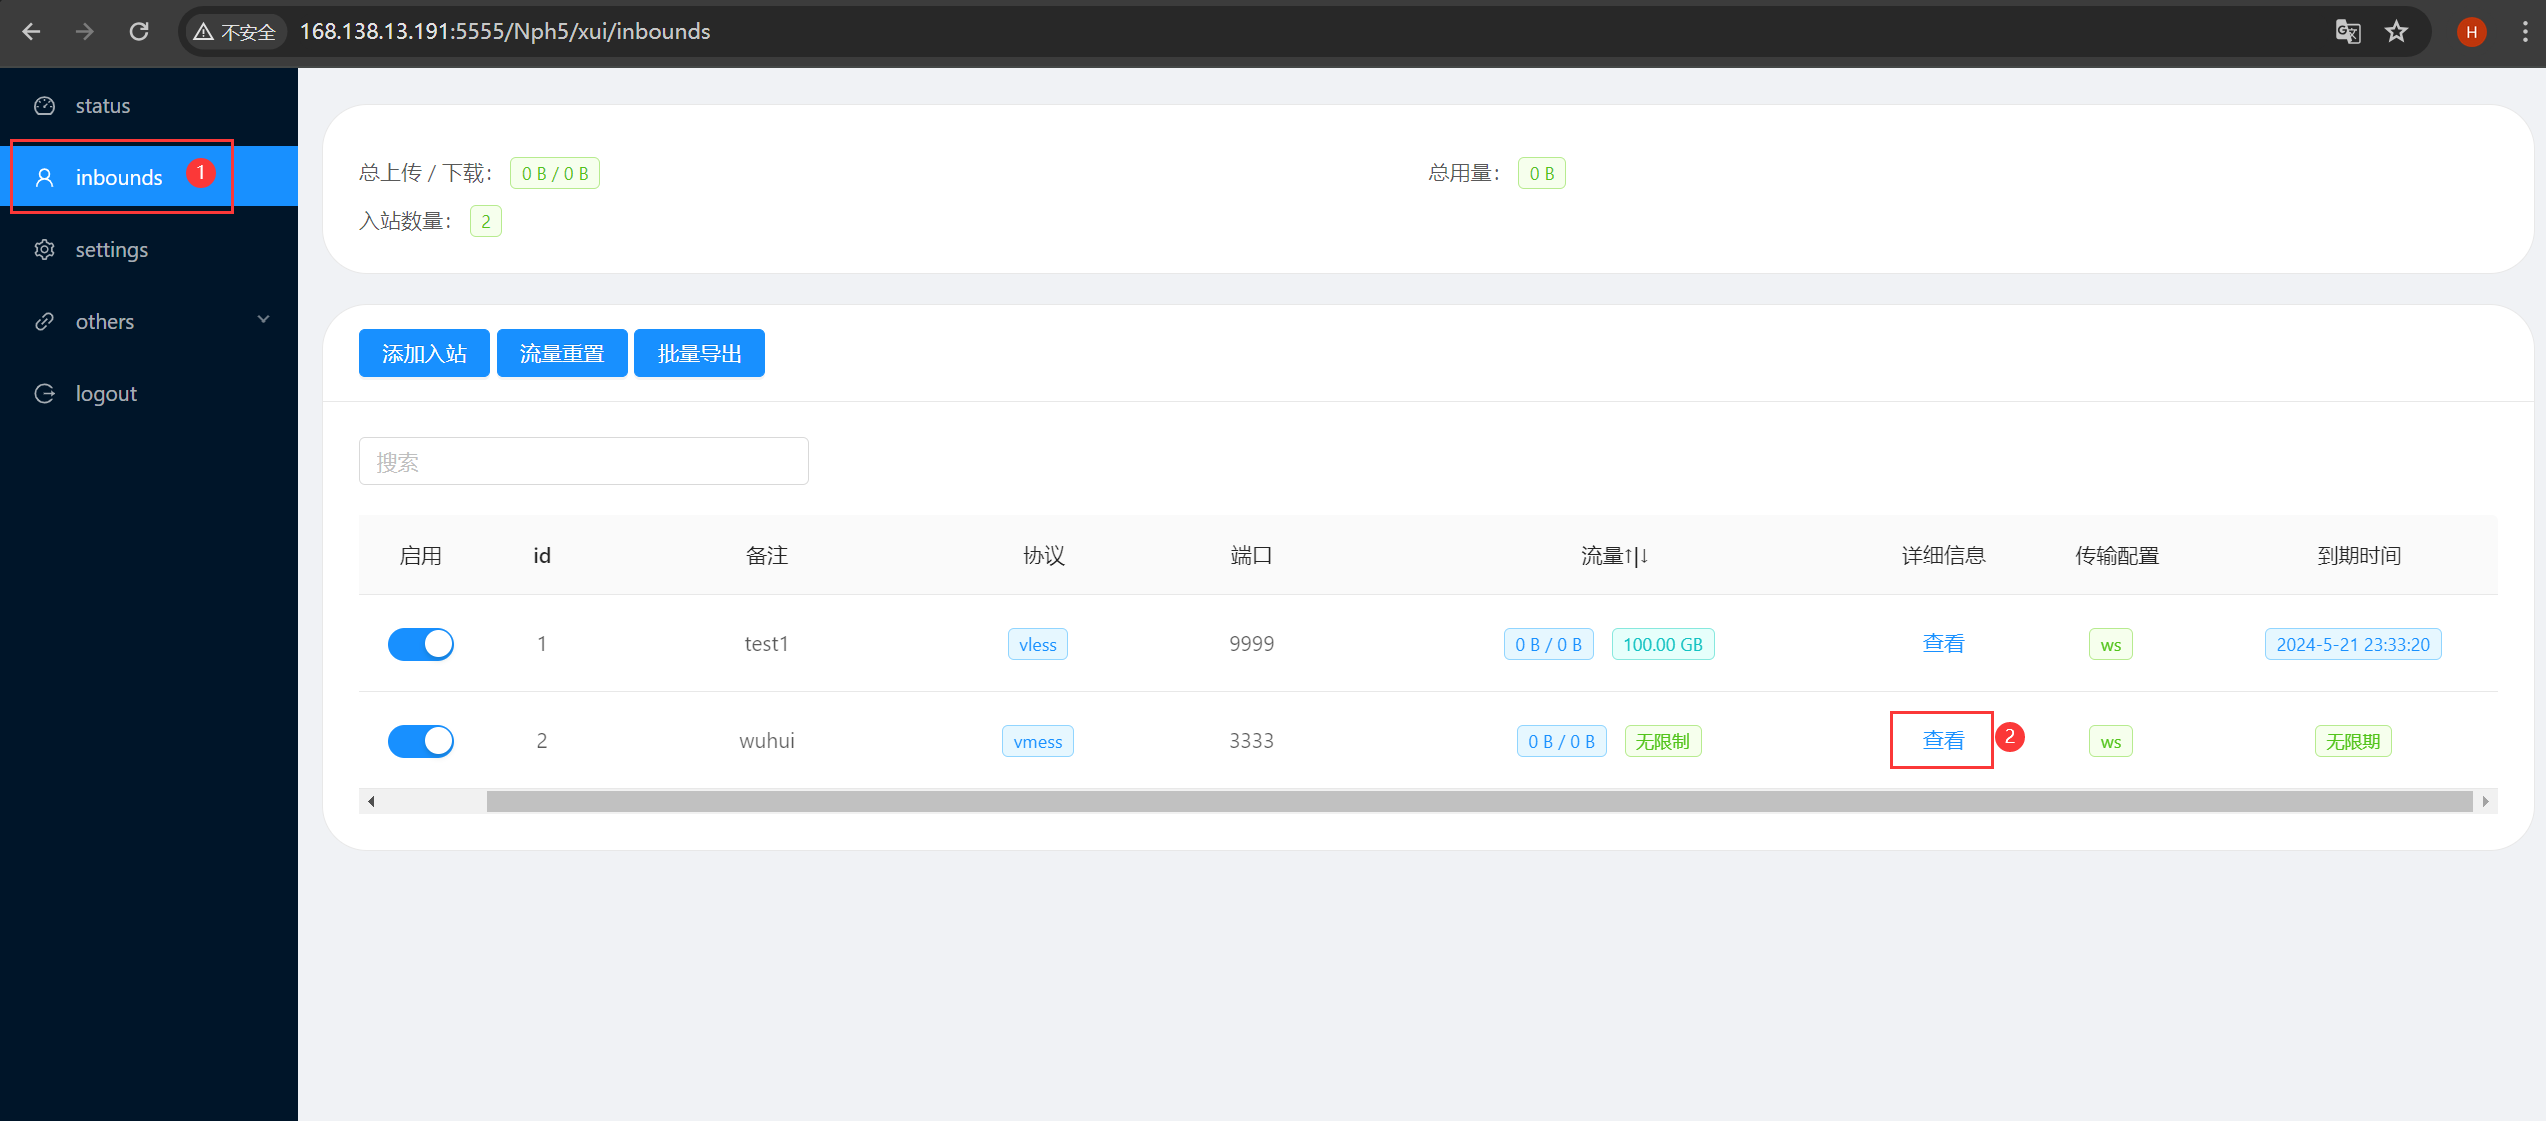 不安全 168.138.13.191:5555/Nph5/xui/inbounds H
status
inbounds 1
settings
others
logout
总上传 / 下载： 0 B / 0 B 总用量： 0 B
入站数量： 2
添加入站 流量重置 批量导出
搜索
启用 id 备注 协议 端口 流量↑|↓ 详细信息 传输配置 到期时间
1 test1 vless 9999 0 B / 0 B 100.00 GB 查看 ws 2024-5-21 23:33:20
2 wuhui vmess 3333 0 B / 0 B 无限制 查看 2 ws 无限期